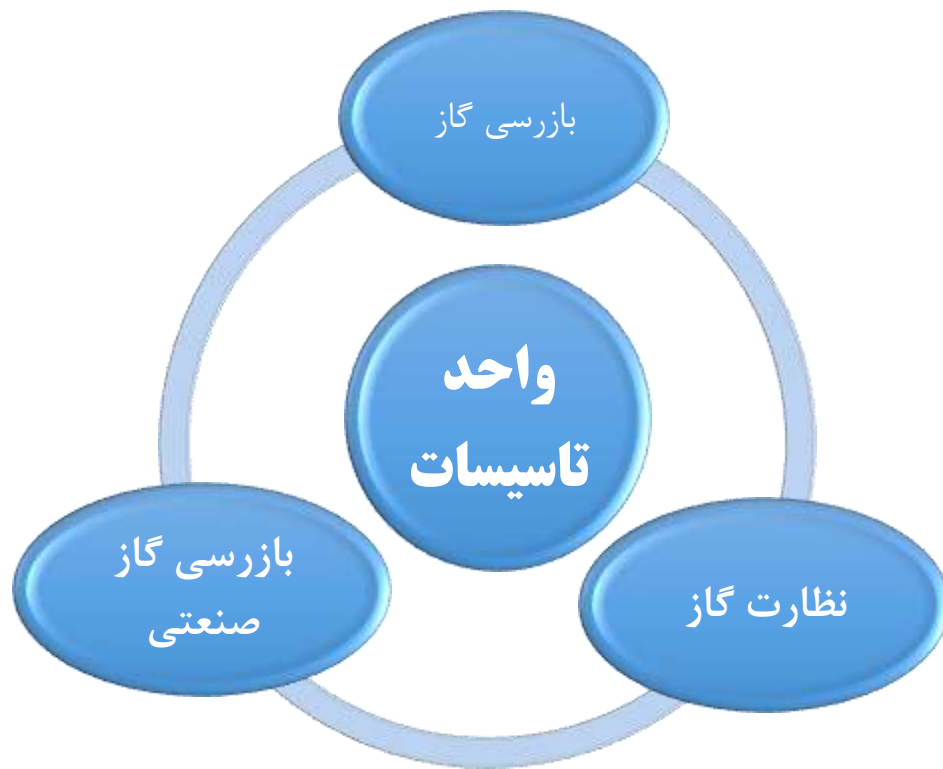 بازرسی گاز
واحد
تاسیسات
بازرسی گاز
صنعتی
نظارت گاز